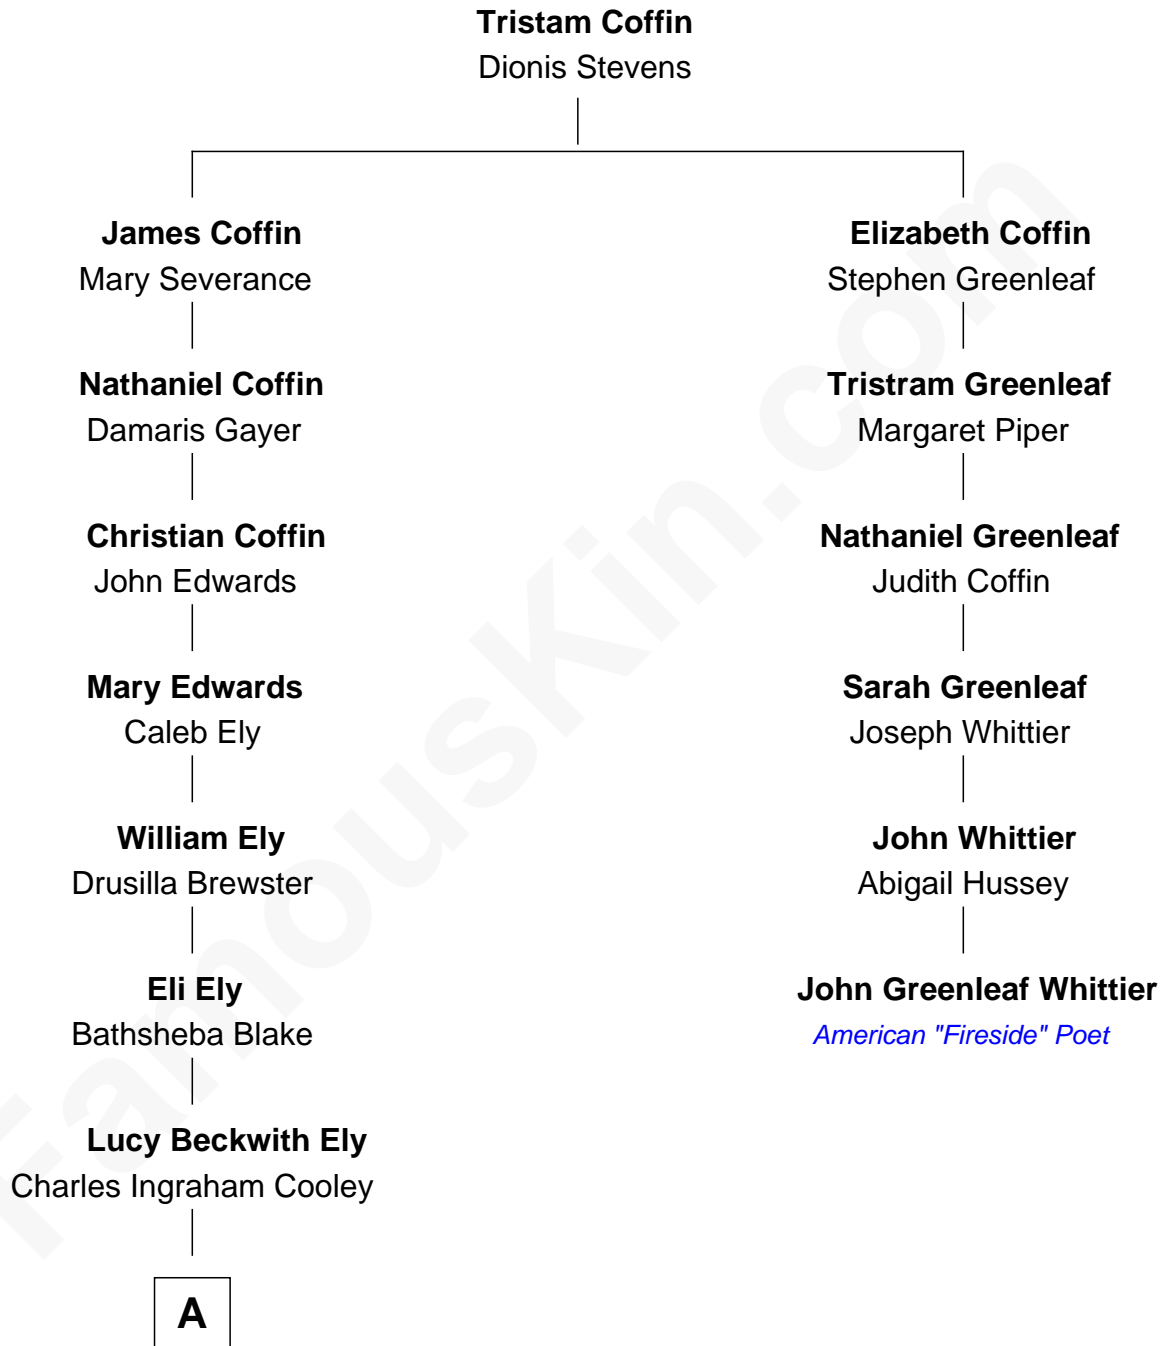 Tristam Coffin
Dionis Stevens
James Coffin
Mary Severance
Elizabeth Coffin
Stephen Greenleaf
Nathaniel Coffin
Damaris Gayer
Tristram Greenleaf
Margaret Piper
Christian Coffin
John Edwards
Nathaniel Greenleaf
Judith Coffin
Mary Edwards
Caleb Ely
Sarah Greenleaf
Joseph Whittier
William Ely
Drusilla Brewster
John Whittier
Abigail Hussey
Eli Ely
Bathsheba Blake
John Greenleaf Whittier
American "Fireside" Poet
Lucy Beckwith Ely
Charles Ingraham Cooley
A
FamousKin.com